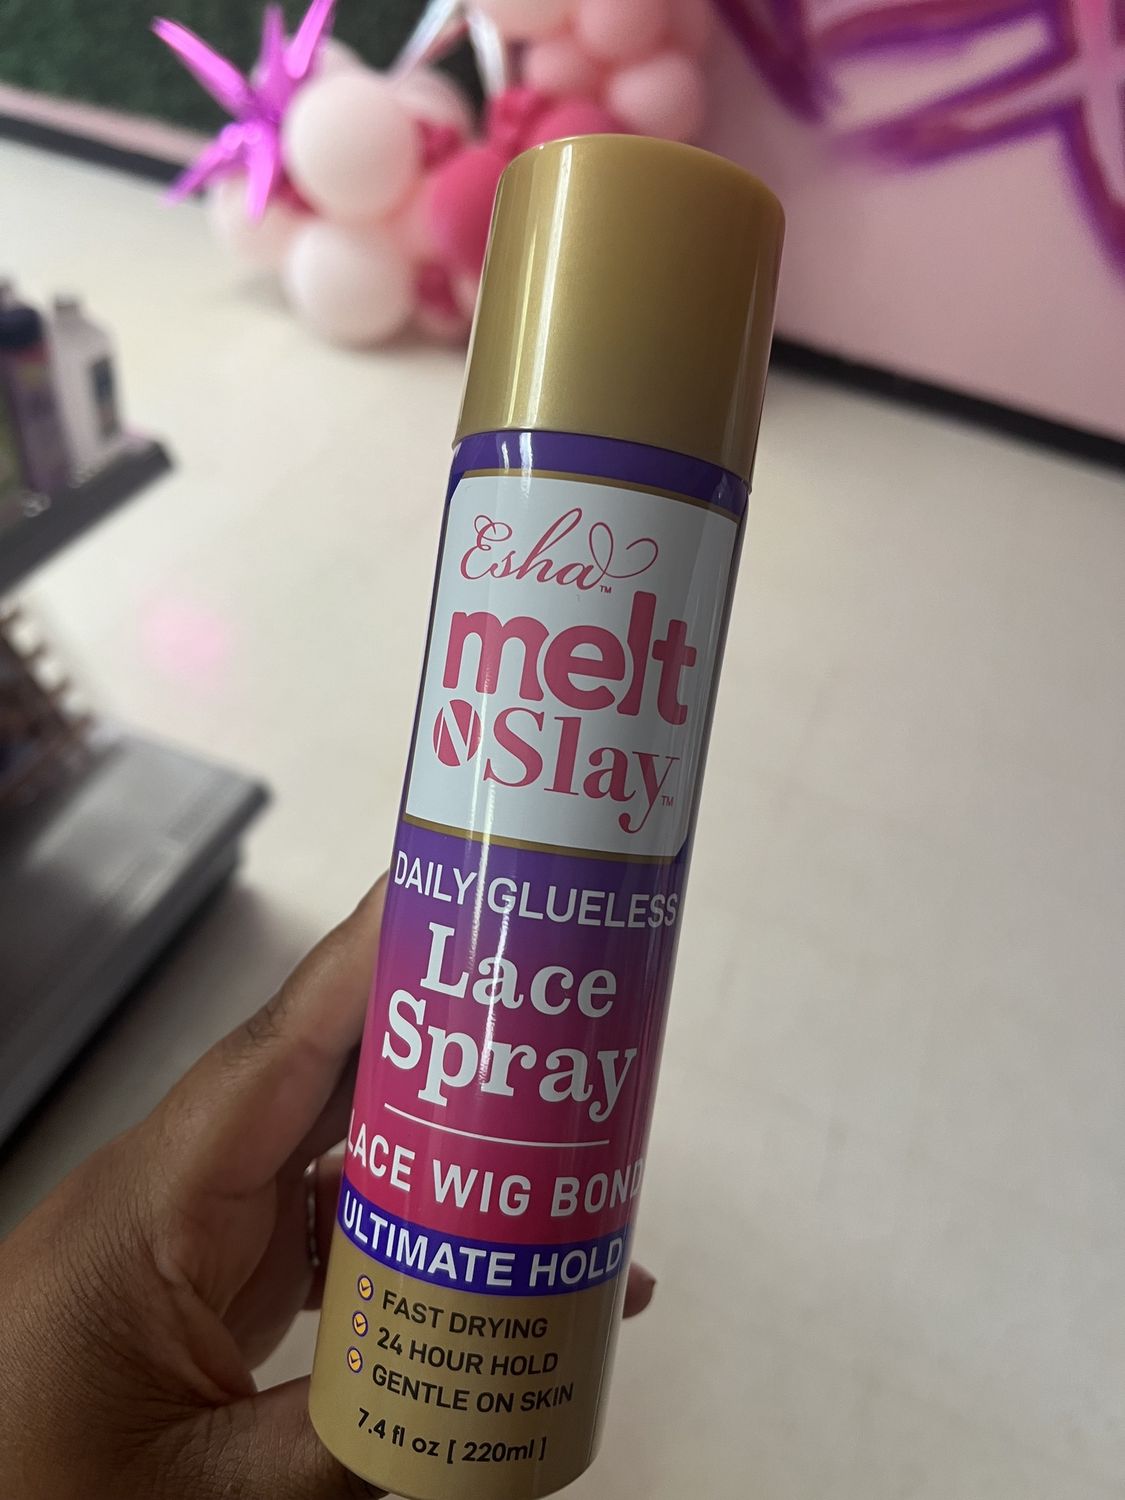 Esha™
melt
N Slay™
DAILY GLUELESS
Lace
Spray
LACE WIG BOND
ULTIMATE HOLD
FAST DRYING
24 HOUR HOLD
GENTLE ON SKIN
7.4 fl oz [ 220ml ]